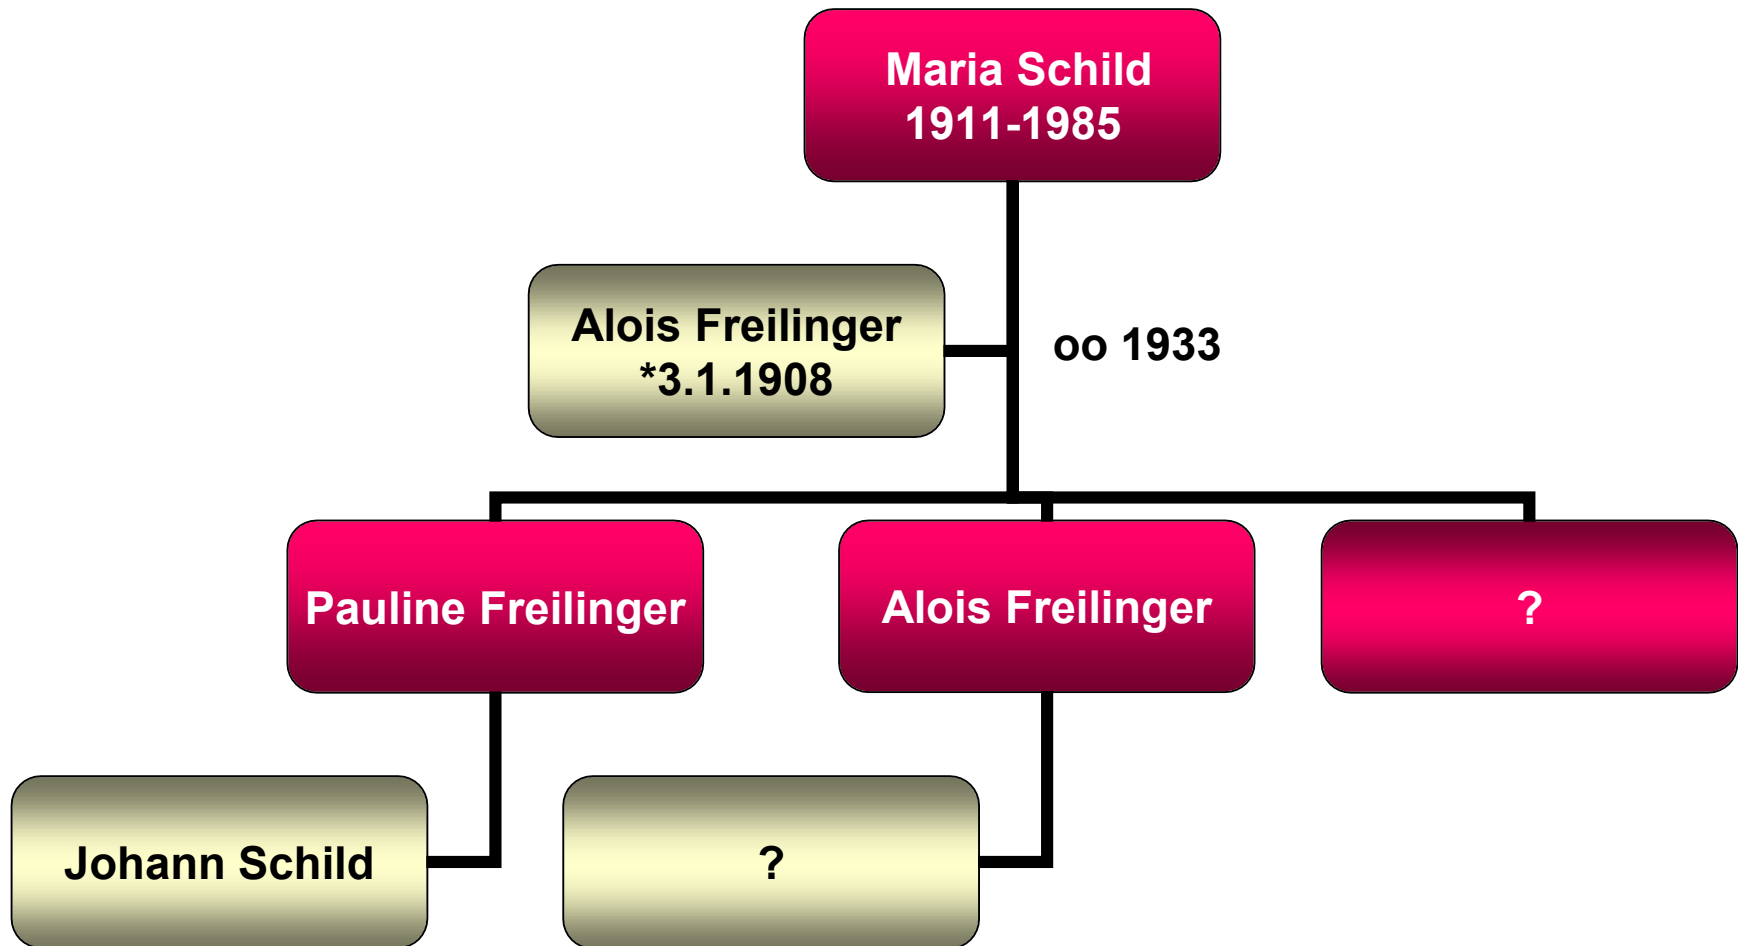 Maria Schild
1911-1985
Alois Freilinger
*3.1.1908
oo 1933
Pauline Freilinger
Alois Freilinger
?
Johann Schild
?